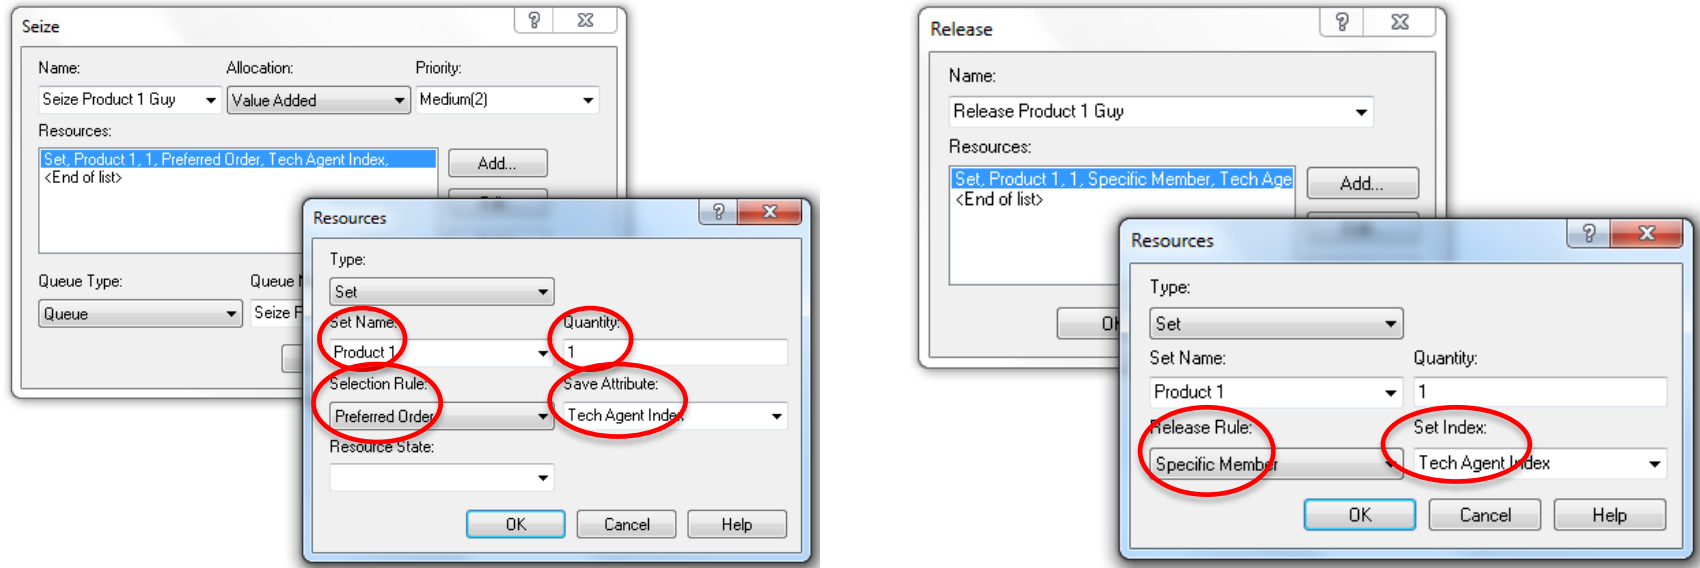 Seize
Name: Allocation: Priority:
Seize Product 1 Guy Value Added Medium(2)
Resources:
Set, Product 1, 1, Preferred Order, Tech Agent Index,
<End of list>
Add...
Queue Type: Queue
Queue Seize
Resources
Type:
Set
Set Name: Quantity:
Product 1 1
Selection Rule: Save Attribute:
Preferred Order Tech Agent Index
Resource State:
OK Cancel Help
Release
Name:
Release Product 1 Guy
Resources:
Set, Product 1, 1, Specific Member, Tech Age
<End of list>
Add...
Resources
Type:
Set
Set Name: Quantity:
Product 1 1
Release Rule: Set Index:
Specific Member Tech Agent Index
OK Cancel Help